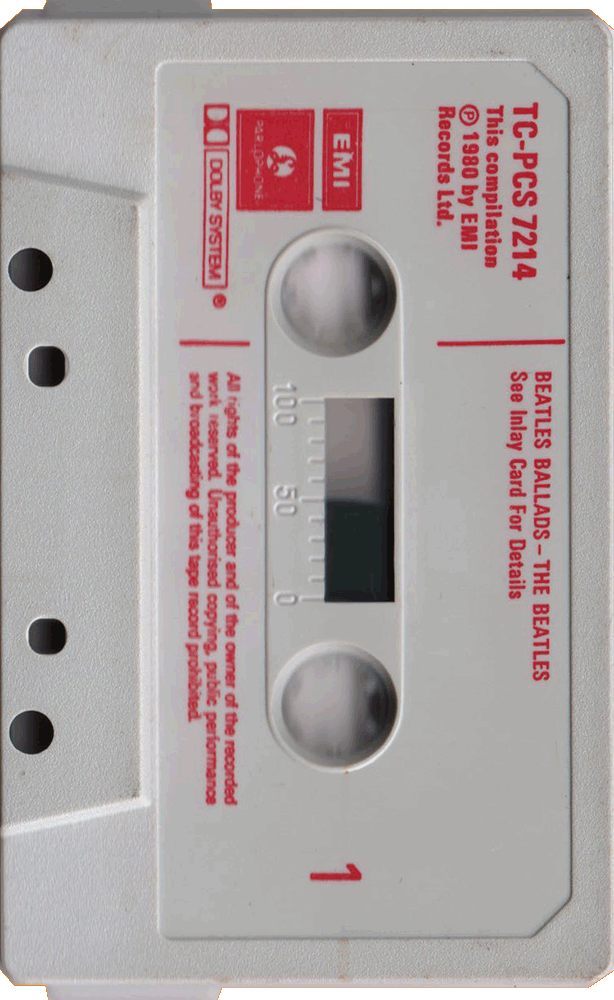 TC-PCS 7214
This compilation
℗ 1980 by EMI
Records Ltd.
BEATLES BALLADS – THE BEATLES
See Inlay Card For Details
EMI
PARLOPHONE
DOLBY SYSTEM ®
100 50 0
1
All rights of the producer and of the owner of the recorded
work reserved. Unauthorised copying, public performance
and broadcasting of this tape record prohibited.